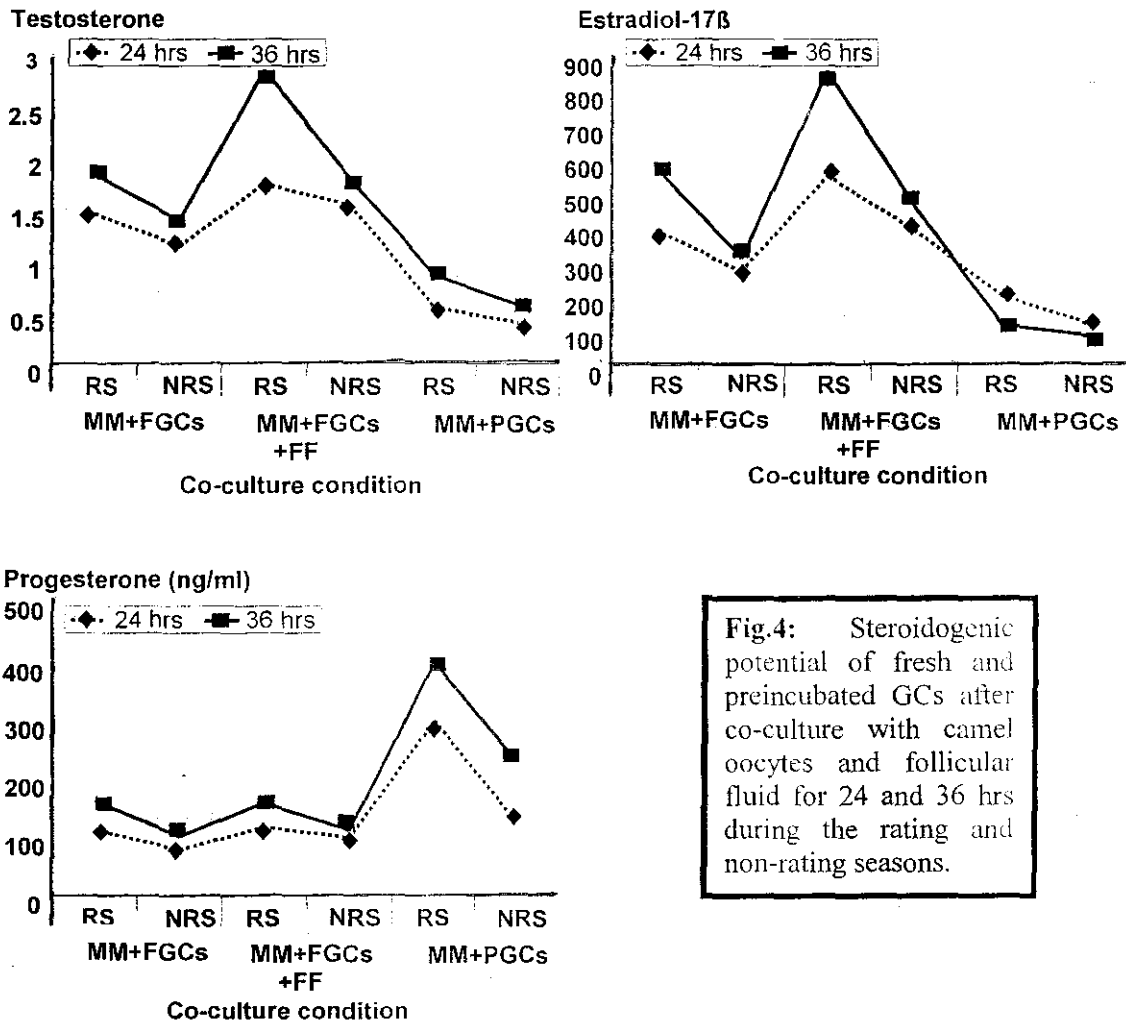 Testosterone
24 hrs 36 hrs
3
2.5
2
1.5
1
0.5
0
RS NRS RS NRS RS NRS
MM+FGCs MM+FGCs MM+PGCs
+FF
Co-culture condition
Estradiol-17ß
24 hrs 36 hrs
900
800
700
600
500
400
300
200
100
0
RS NRS RS NRS RS NRS
MM+FGCs MM+FGCs MM+PGCs
+FF
Co-culture condition
Progesterone (ng/ml)
24 hrs 36 hrs
500
400
300
200
100
0
RS NRS RS NRS RS NRS
MM+FGCs MM+FGCs MM+PGCs
+FF
Co-culture condition
Fig.4: Steroidogenic
potential of fresh and
preincubated GCs after
co-culture with camel
oocytes and follicular
fluid for 24 and 36 hrs
during the rating and
non-rating seasons.